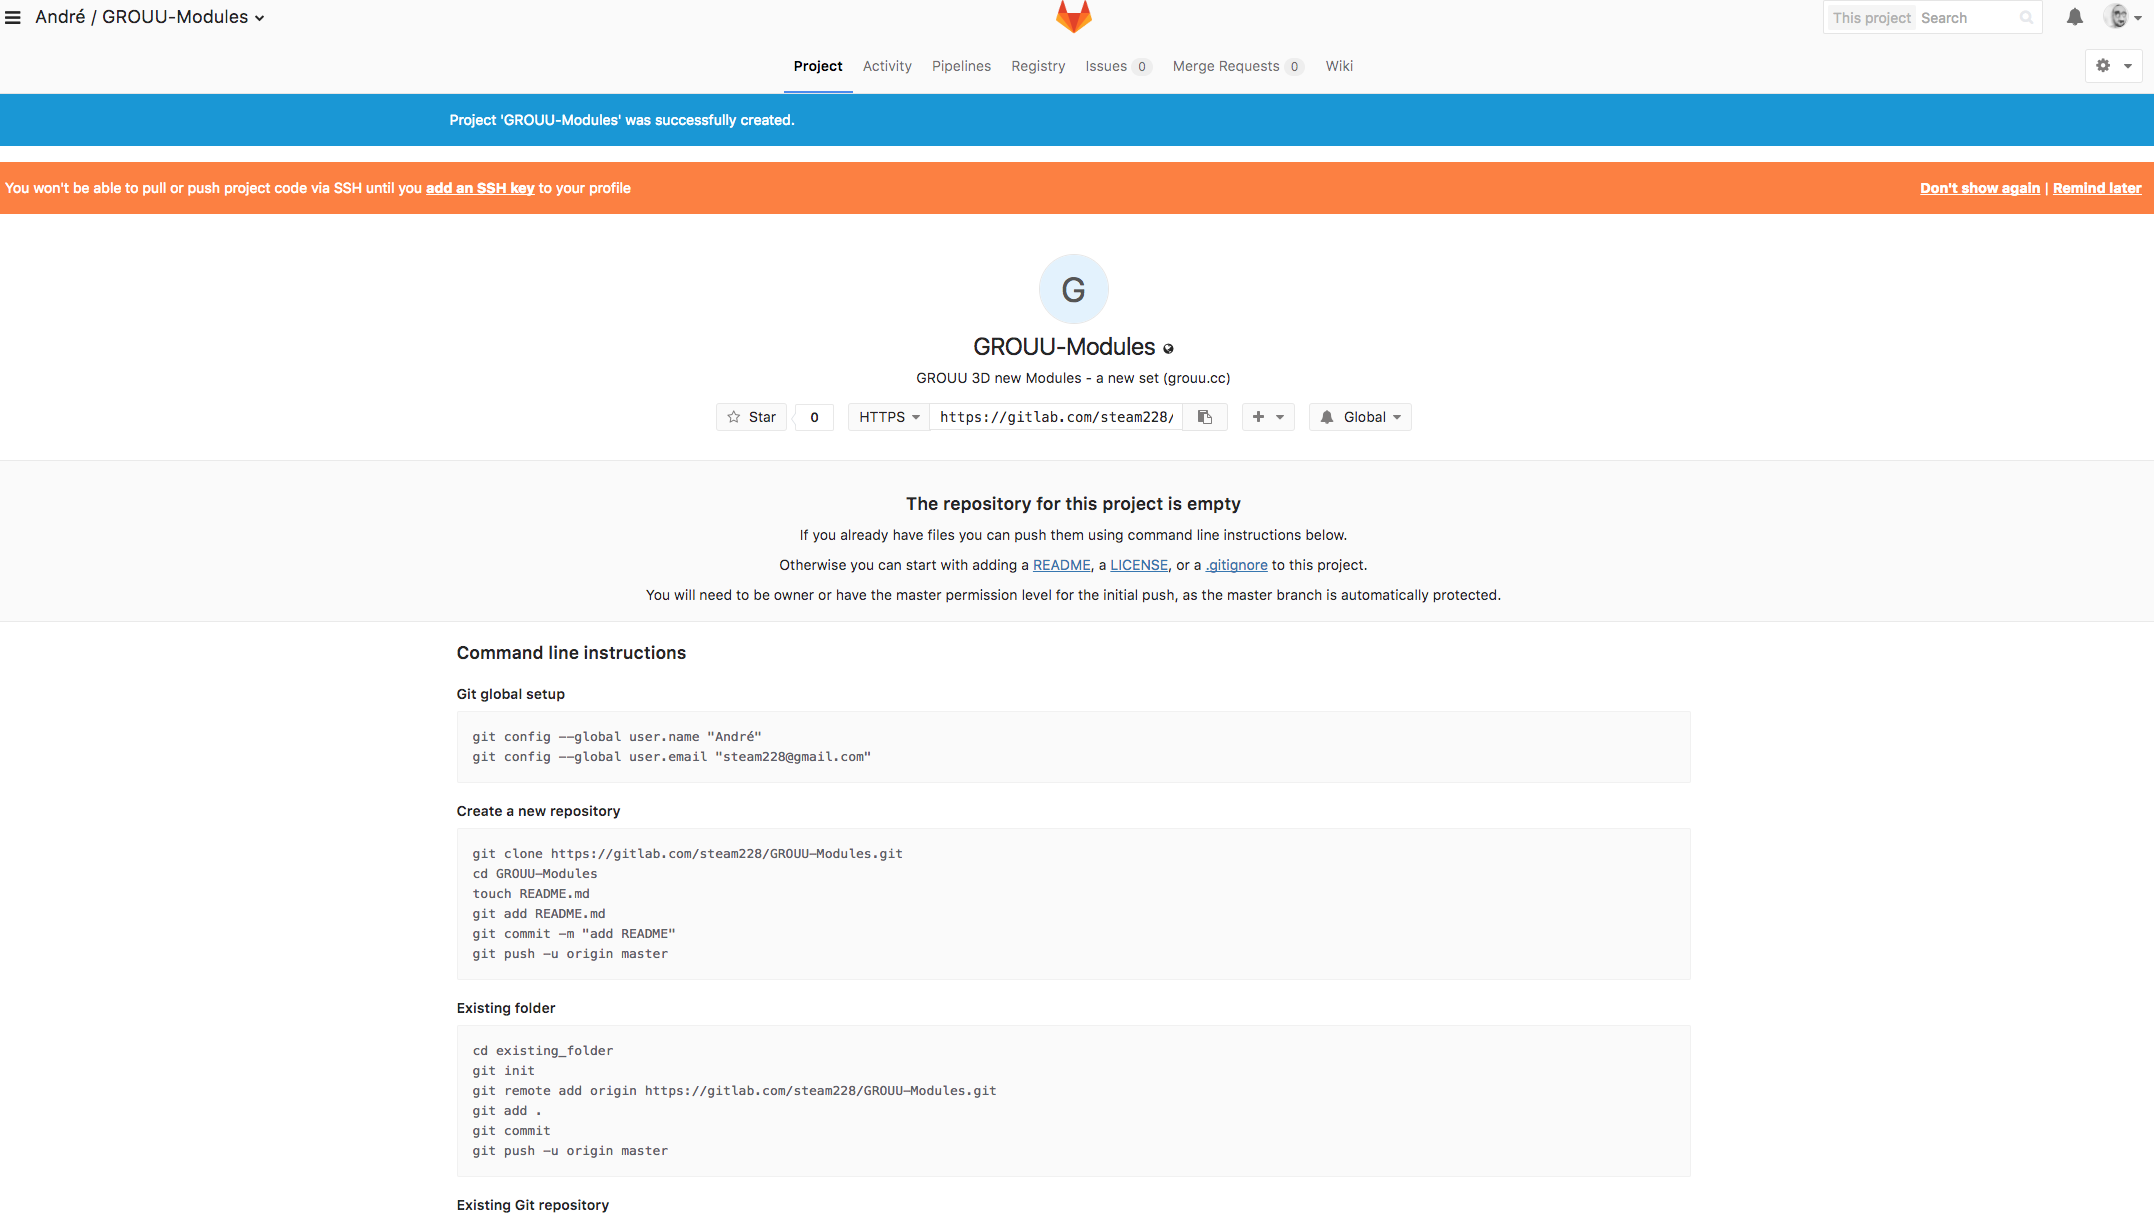 André / GROUU-Modules
This project Search
Project Activity Pipelines Registry Issues 0 Merge Requests 0 Wiki
Project 'GROUU-Modules' was successfully created.
You won't be able to pull or push project code via SSH until you add an SSH key to your profile
Don't show again | Remind later
G
GROUU-Modules
GROUU 3D new Modules - a new set (grouu.cc)
Star 0 HTTPS https://gitlab.com/steam228/ Global
The repository for this project is empty
If you already have files you can push them using command line instructions below.
Otherwise you can start with adding a README, a LICENSE, or a .gitignore to this project.
You will need to be owner or have the master permission level for the initial push, as the master branch is automatically protected.
Command line instructions
Git global setup
git config --global user.name "André"
git config --global user.email "steam228@gmail.com"
Create a new repository
git clone https://gitlab.com/steam228/GROUU-Modules.git
cd GROUU-Modules
touch README.md
git add README.md
git commit -m "add README"
git push -u origin master
Existing folder
cd existing_folder
git init
git remote add origin https://gitlab.com/steam228/GROUU-Modules.git
git add .
git commit
git push -u origin master
Existing Git repository